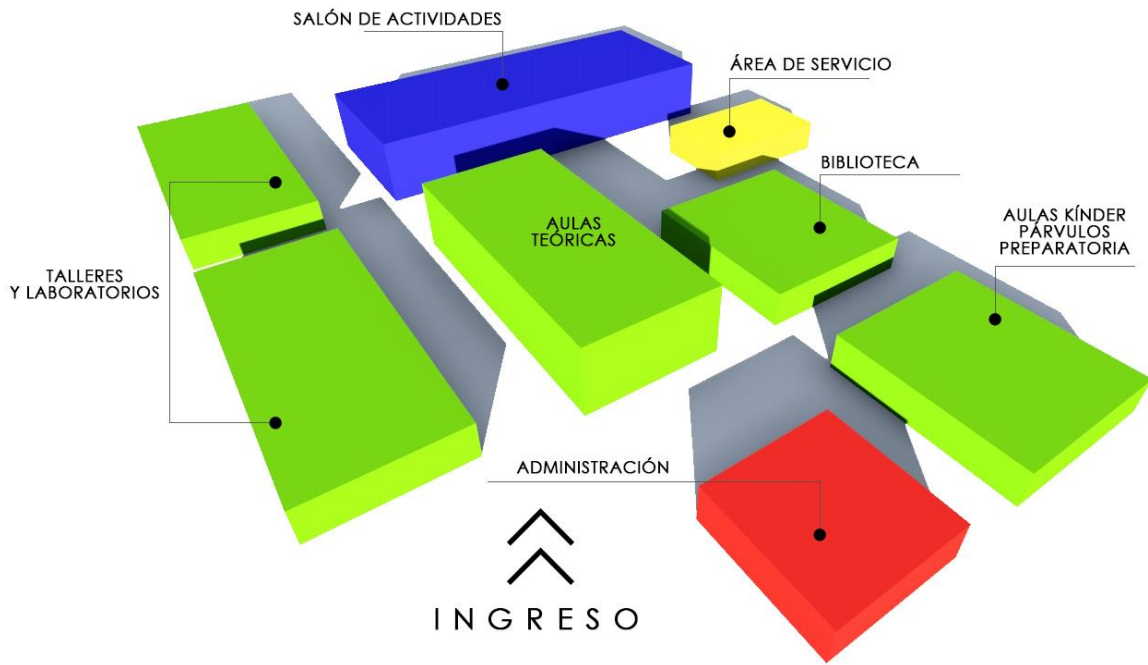 SALÓN DE ACTIVIDADES
ÁREA DE SERVICIO
BIBLIOTECA
AULAS KÍNDER
PÁRVULOS
PREPARATORIA
AULAS
TEÓRICAS
TALLERES
Y LABORATORIOS
ADMINISTRACIÓN
INGRESO